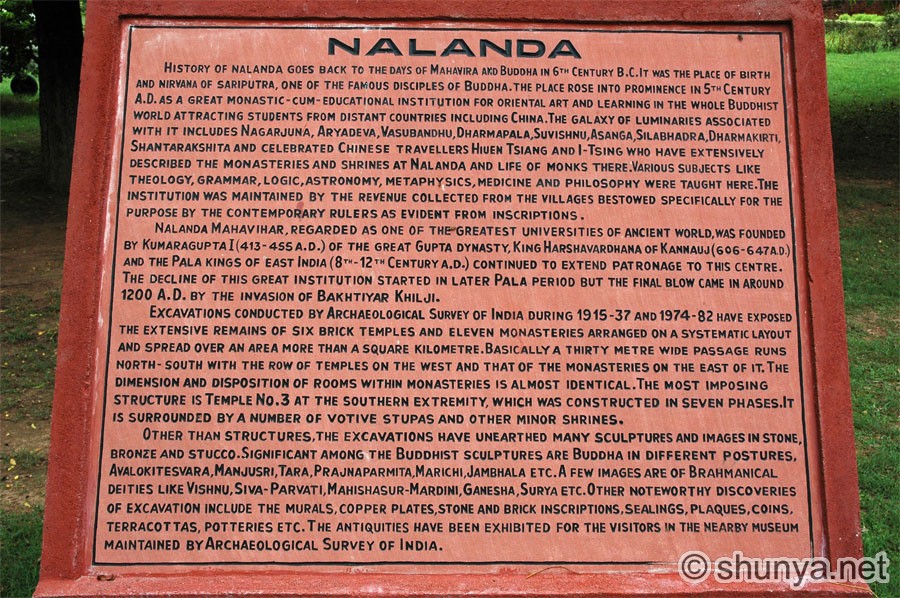 NALANDA
HISTORY OF NALANDA GOES BACK TO THE DAYS OF MAHAVIRA AND BUDDHA IN 6TH CENTURY B.C.IT WAS THE PLACE OF BIRTH
AND NIRVANA OF SARIPUTRA, ONE OF THE FAMOUS DISCIPLES OF BUDDHA.THE PLACE ROSE INTO PROMINENCE IN 5TH CENTURY
A.D. AS A GREAT MONASTIC-CUM-EDUCATIONAL INSTITUTION FOR ORIENTAL ART AND LEARNING IN THE WHOLE BUDDHIST
WORLD ATTRACTING STUDENTS FROM DISTANT COUNTRIES INCLUDING CHINA.THE GALAXY OF LUMINARIES ASSOCIATED
WITH IT INCLUDES NAGARJUNA, ARYADEVA, VASUBANDHU, DHARMAPALA, SUVISHNU, ASANGA, SILABHADRA, DHARMAKIRTI,
SHANTARAKSHITA AND CELEBRATED CHINESE TRAVELLERS HIUEN TSIANG AND I-TSING WHO HAVE EXTENSIVELY
DESCRIBED THE MONASTERIES AND SHRINES AT NALANDA AND LIFE OF MONKS THERE.VARIOUS SUBJECTS LIKE
THEOLOGY, GRAMMAR, LOGIC, ASTRONOMY, METAPHYSICS, MEDICINE AND PHILOSOPHY WERE TAUGHT HERE.THE
INSTITUTION WAS MAINTAINED BY THE REVENUE COLLECTED FROM THE VILLAGES BESTOWED SPECIFICALLY FOR THE
PURPOSE BY THE CONTEMPORARY RULERS AS EVIDENT FROM INSCRIPTIONS.
NALANDA MAHAVIHAR, REGARDED AS ONE OF THE GREATEST UNIVERSITIES OF ANCIENT WORLD, WAS FOUNDED
BY KUMARAGUPTA I (413-455 A.D.) OF THE GREAT GUPTA DYNASTY, KING HARSHAVARDHANA OF KANNAUJ (606-647 A.D.)
AND THE PALA KINGS OF EAST INDIA (8TH-12TH CENTURY A.D.) CONTINUED TO EXTEND PATRONAGE TO THIS CENTRE.
THE DECLINE OF THIS GREAT INSTITUTION STARTED IN LATER PALA PERIOD BUT THE FINAL BLOW CAME IN AROUND
1200 A.D. BY THE INVASION OF BAKHTIYAR KHILJI.
EXCAVATIONS CONDUCTED BY ARCHAEOLOGICAL SURVEY OF INDIA DURING 1915-37 AND 1974-82 HAVE EXPOSED
THE EXTENSIVE REMAINS OF SIX BRICK TEMPLES AND ELEVEN MONASTERIES ARRANGED ON A SYSTEMATIC LAYOUT
AND SPREAD OVER AN AREA MORE THAN A SQUARE KILOMETRE.BASICALLY A THIRTY METRE WIDE PASSAGE RUNS
NORTH-SOUTH WITH THE ROW OF TEMPLES ON THE WEST AND THAT OF THE MONASTERIES ON THE EAST OF IT.THE
DIMENSION AND DISPOSITION OF ROOMS WITHIN MONASTERIES IS ALMOST IDENTICAL.THE MOST IMPOSING
STRUCTURE IS TEMPLE NO.3 AT THE SOUTHERN EXTREMITY, WHICH WAS CONSTRUCTED IN SEVEN PHASES.IT
IS SURROUNDED BY A NUMBER OF VOTIVE STUPAS AND OTHER MINOR SHRINES.
OTHER THAN STRUCTURES,THE EXCAVATIONS HAVE UNEARTHED MANY SCULPTURES AND IMAGES IN STONE,
BRONZE AND STUCCO.SIGNIFICANT AMONG THE BUDDHIST SCULPTURES ARE BUDDHA IN DIFFERENT POSTURES,
AVALOKITESVARA, MANJUSRI, TARA, PRAJNAPARMITA, MARICHI, JAMBHALA ETC. A FEW IMAGES ARE OF BRAHMANICAL
DEITIES LIKE VISHNU, SIVA-PARVATI, MAHISHASUR-MARDINI, GANESHA, SURYA ETC.OTHER NOTEWORTHY DISCOVERIES
OF EXCAVATION INCLUDE THE MURALS, COPPER PLATES,STONE AND BRICK INSCRIPTIONS, SEALINGS, PLAQUES, COINS,
TERRACOTTAS, POTTERIES ETC. THE ANTIQUITIES HAVE BEEN EXHIBITED FOR THE VISITORS IN THE NEARBY MUSEUM
MAINTAINED BY ARCHAEOLOGICAL SURVEY OF INDIA.
© shunya.net